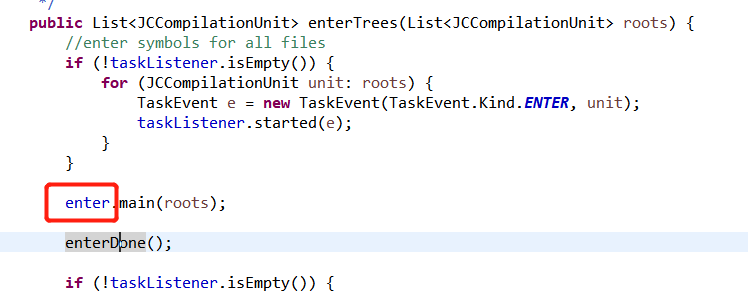 */
public List<JCCompilationUnit> enterTrees(List<JCCompilationUnit> roots) {
//enter symbols for all files
if (!taskListener.isEmpty()) {
for (JCCompilationUnit unit: roots) {
TaskEvent e = new TaskEvent(TaskEvent.Kind.ENTER, unit);
taskListener.started(e);
}
}
enter.main(roots);
enterDone();
if (!taskListener.isEmpty()) {